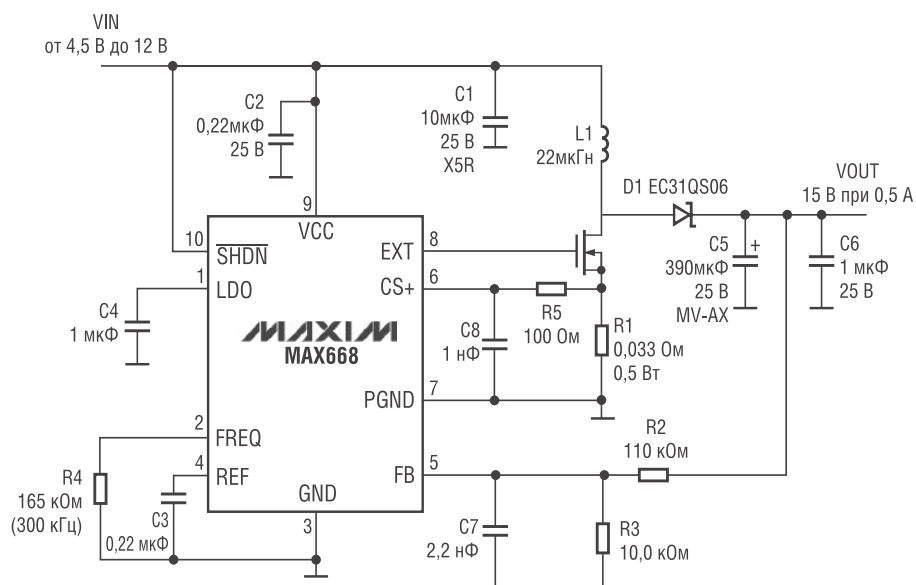 VIN
от 4,5 В до 12 В
C2
0,22мкФ
25 В
C1
10мкФ
25 В
X5R
L1
22мкГн
D1 EC31QS06
VOUT
15 В при 0,5 А
9
VCC
10
SHDN
1
LDO
C4
1 мкФ
MAXIM
MAX668
EXT
8
CS+
6
C8
1 нФ
R5
100 Ом
R1
0,033 Ом
0,5 Вт
C5
+
390мкФ
25 В
MV-AX
C6
1 мкФ
25 В
PGND
7
2
FREQ
4
REF
R4
165 кОм
(300 кГц)
C3
0,22 мкФ
GND
3
FB
5
R2
110 кОм
C7
2,2 нФ
R3
10,0 кОм